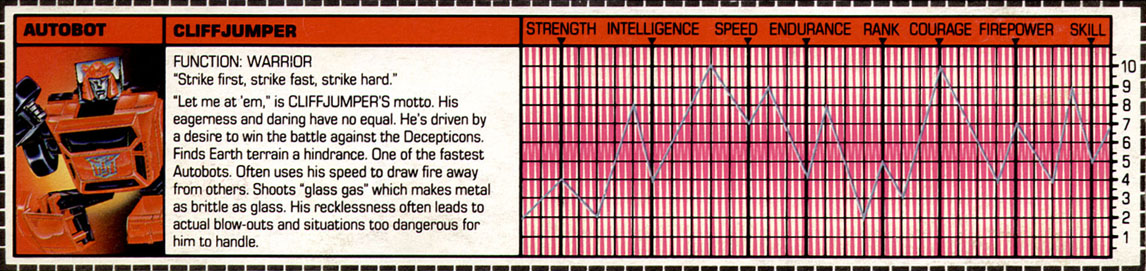 AUTOBOT
CLIFFJUMPER
FUNCTION: WARRIOR
“Strike first, strike fast, strike hard.”
“Let me at 'em,” is CLIFFJUMPER'S motto. His
eagerness and daring have no equal. He's driven by
a desire to win the battle against the Decepticons.
Finds Earth terrain a hindrance. One of the fastest
Autobots. Often uses his speed to draw fire away
from others. Shoots “glass gas” which makes metal
as brittle as glass. His recklessness often leads to
actual blow-outs and situations too dangerous for
him to handle.
STRENGTH INTELLIGENCE SPEED ENDURANCE RANK COURAGE FIREPOWER SKILL
10
9
8
7
6
5
4
3
2
1